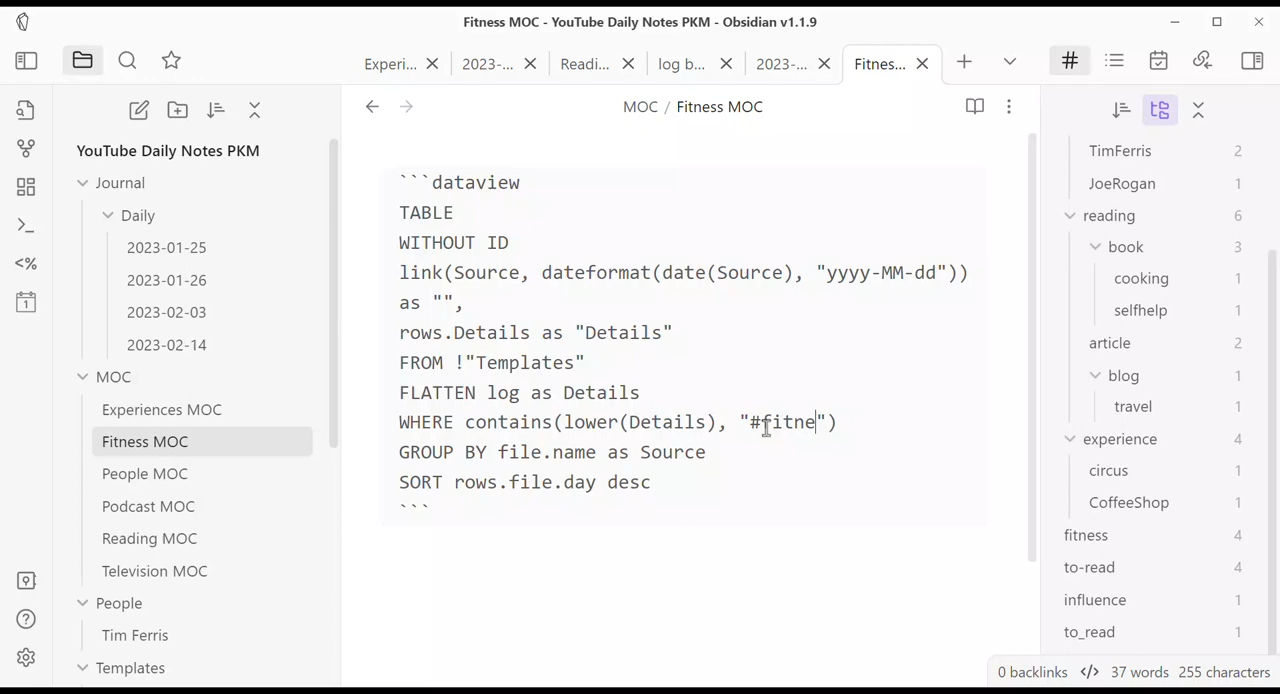 Fitness MOC - YouTube Daily Notes PKM - Obsidian v1.1.9
Experi...
2023-...
Readi...
log b...
2023-...
Fitnes...
MOC / Fitness MOC
YouTube Daily Notes PKM
Journal
Daily
2023-01-25
2023-01-26
2023-02-03
2023-02-14
MOC
Experiences MOC
Fitness MOC
People MOC
Podcast MOC
Reading MOC
Television MOC
People
Tim Ferris
Templates
```dataview
TABLE
WITHOUT ID
link(Source, dateformat(date(Source), "yyyy-MM-dd"))
as "",
rows.Details as "Details"
FROM !"Templates"
FLATTEN log as Details
WHERE contains(lower(Details), "#fitne")
GROUP BY file.name as Source
SORT rows.file.day desc
```
TimFerris 2
JoeRogan 1
reading 6
book 3
cooking 1
selfhelp 1
article 2
blog 1
travel 1
experience 4
circus 1
CoffeeShop 1
fitness 4
to-read 4
influence 1
to_read 1
0 backlinks </> 37 words 255 characters